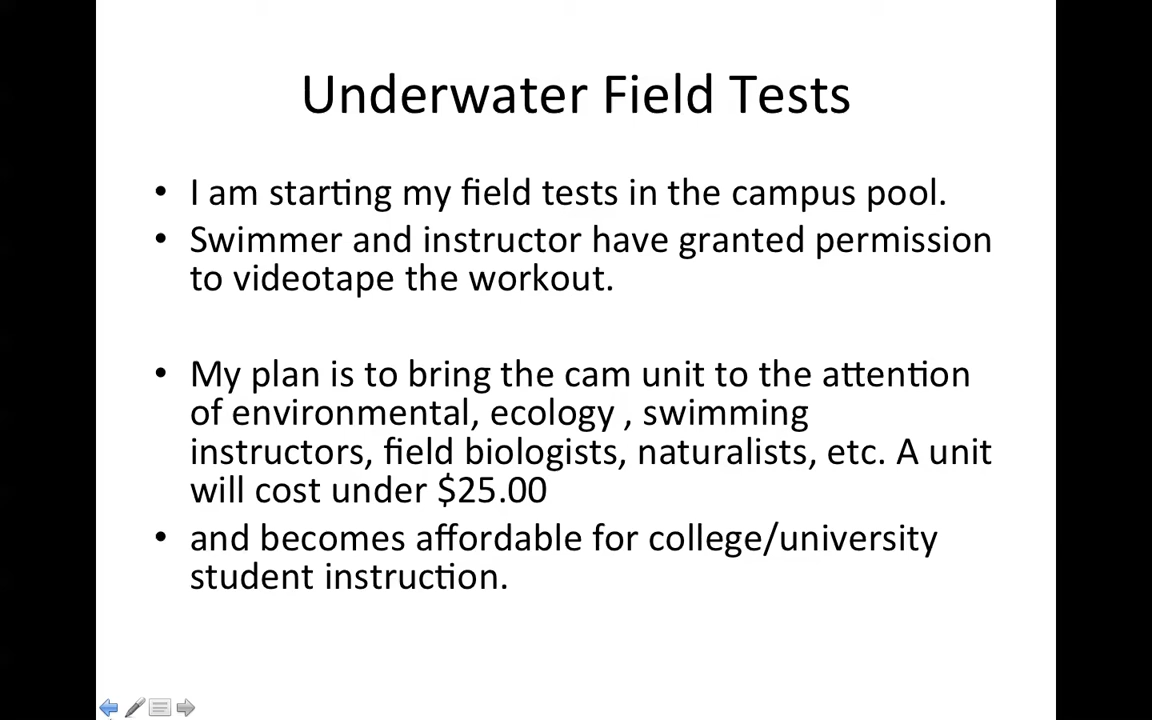 Underwater Field Tests
• I am starting my field tests in the campus pool.
• Swimmer and instructor have granted permission
to videotape the workout.
• My plan is to bring the cam unit to the attention
of environmental, ecology , swimming
instructors, field biologists, naturalists, etc. A unit
will cost under $25.00
• and becomes affordable for college/university
student instruction.